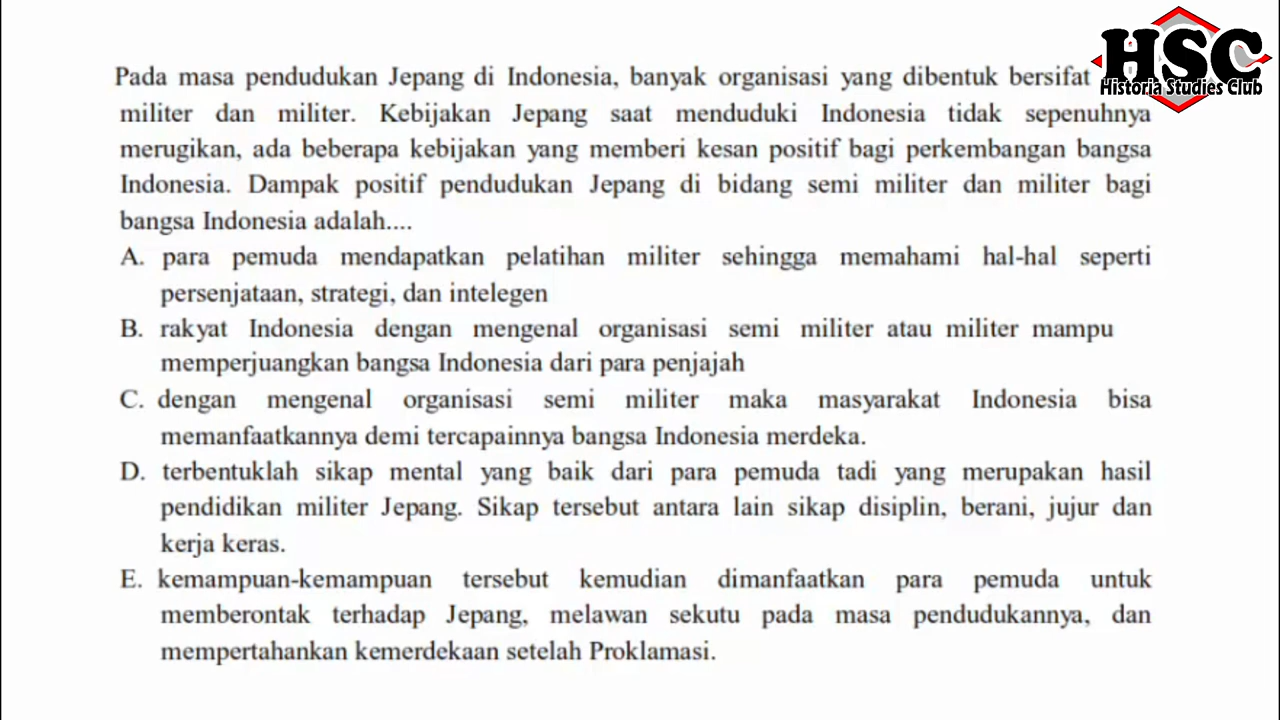 HSC
Historia Studies Club
Pada masa pendudukan Jepang di Indonesia, banyak organisasi yang dibentuk bersifat
militer dan militer. Kebijakan Jepang saat menduduki Indonesia tidak sepenuhnya
merugikan, ada beberapa kebijakan yang memberi kesan positif bagi perkembangan bangsa
Indonesia. Dampak positif pendudukan Jepang di bidang semi militer dan militer bagi
bangsa Indonesia adalah....
A. para pemuda mendapatkan pelatihan militer sehingga memahami hal-hal seperti
persenjataan, strategi, dan intelegen
B. rakyat Indonesia dengan mengenal organisasi semi militer atau militer mampu
memperjuangkan bangsa Indonesia dari para penjajah
C. dengan mengenal organisasi semi militer maka masyarakat Indonesia bisa
memanfaatkannya demi tercapainnya bangsa Indonesia merdeka.
D. terbentuklah sikap mental yang baik dari para pemuda tadi yang merupakan hasil
pendidikan militer Jepang. Sikap tersebut antara lain sikap disiplin, berani, jujur dan
kerja keras.
E. kemampuan-kemampuan tersebut kemudian dimanfaatkan para pemuda untuk
memberontak terhadap Jepang, melawan sekutu pada masa pendudukannya, dan
mempertahankan kemerdekaan setelah Proklamasi.